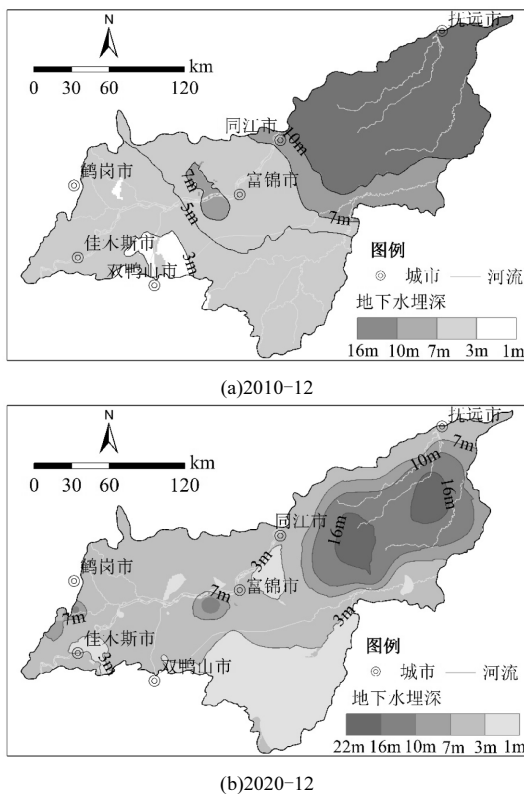 N
km
0 30 60 120
抚远市
同江市
10m
鹤岗市
7m
富锦市
5m
7m
佳木斯市
3m
双鸭山市
图例
城市 河流
地下水埋深
16m 10m 7m 3m 1m
(a)2010-12
N
km
0 30 60 120
抚远市
7m
10m
16m
同江市
16m
3m
鹤岗市
富锦市
7m
7m
3m
佳木斯市
3m
双鸭山市
图例
城市 河流
地下水埋深
22m 16m 10m 7m 3m 1m
(b)2020-12